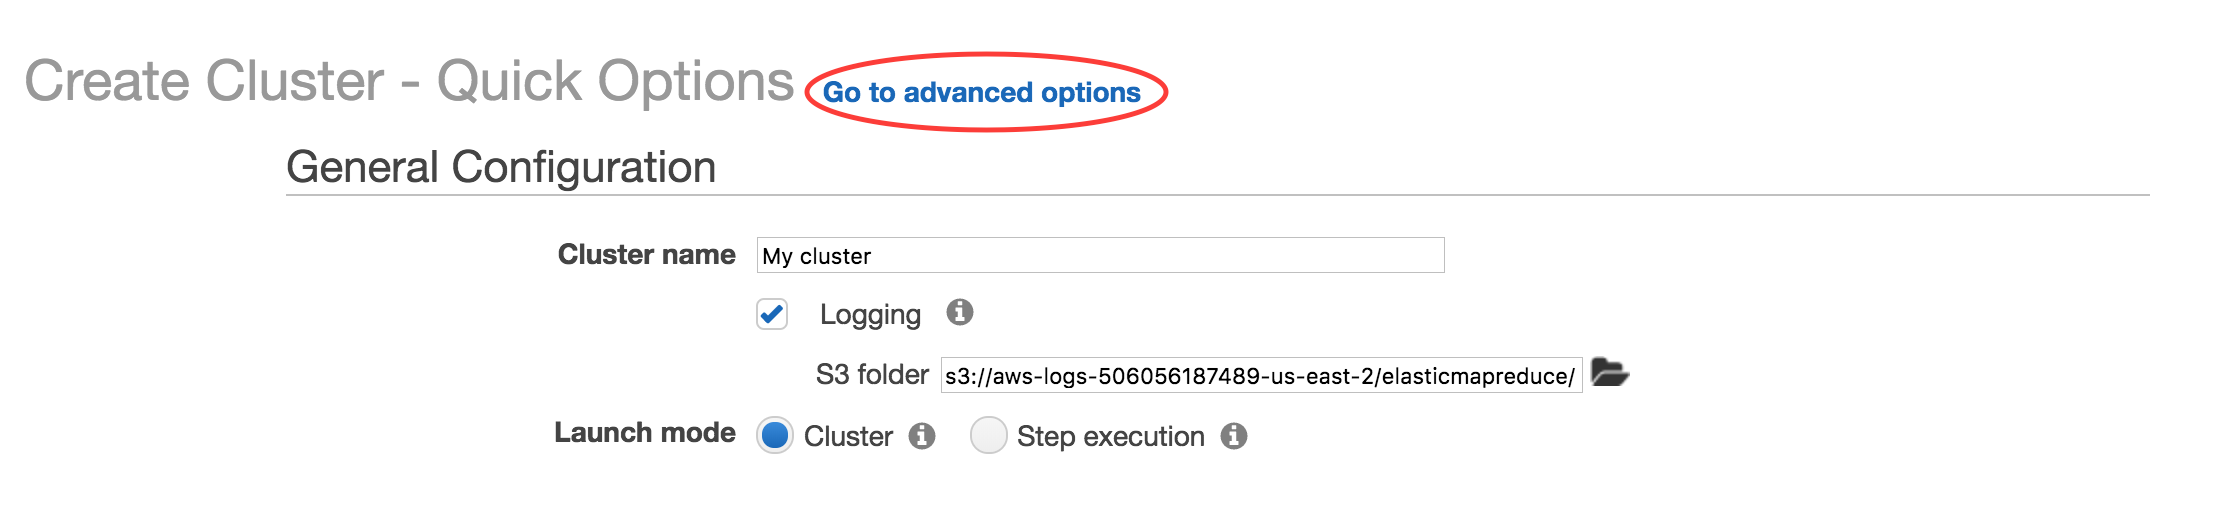 Create Cluster - Quick Options Go to advanced options
General Configuration
Cluster name My cluster
Logging
S3 folder s3://aws-logs-506056187489-us-east-2/elasticmapreduce/
Launch mode Cluster Step execution